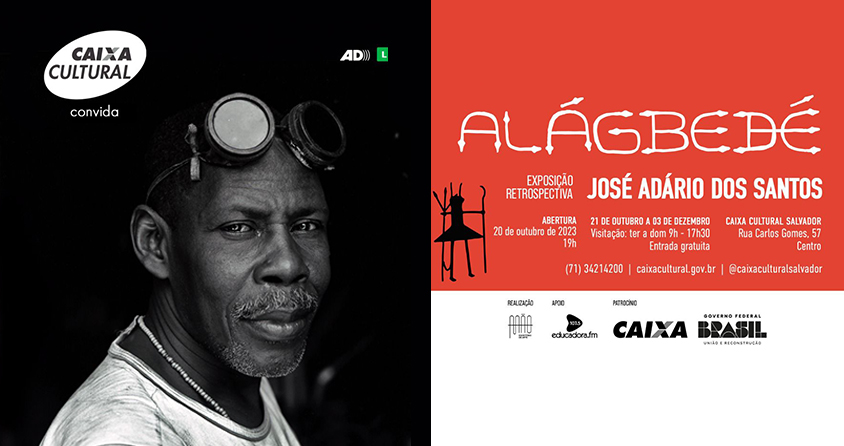 CAIXA
CULTURAL
convida
AD)))
L
ALÁGBEDÉ
EXPOSIÇÃO
RETROSPECTIVA
JOSÉ ADÁRIO DOS SANTOS
ABERTURA
20 de outubro de 2023
19h
21 DE OUTUBRO A 03 DE DEZEMBRO
Visitação: ter a dom 9h - 17h30
Entrada gratuita
CAIXA CULTURAL SALVADOR
Rua Carlos Gomes, 57
Centro
(71) 34214200 | caixacultural.gov.br | @caixaculturalsalvador
REALIZAÇÃO
APOIO
107.5
educadora.fm
PATROCÍNIO
CAIXA
GOVERNO FEDERAL
BRASIL
UNIÃO E RECONSTRUÇÃO